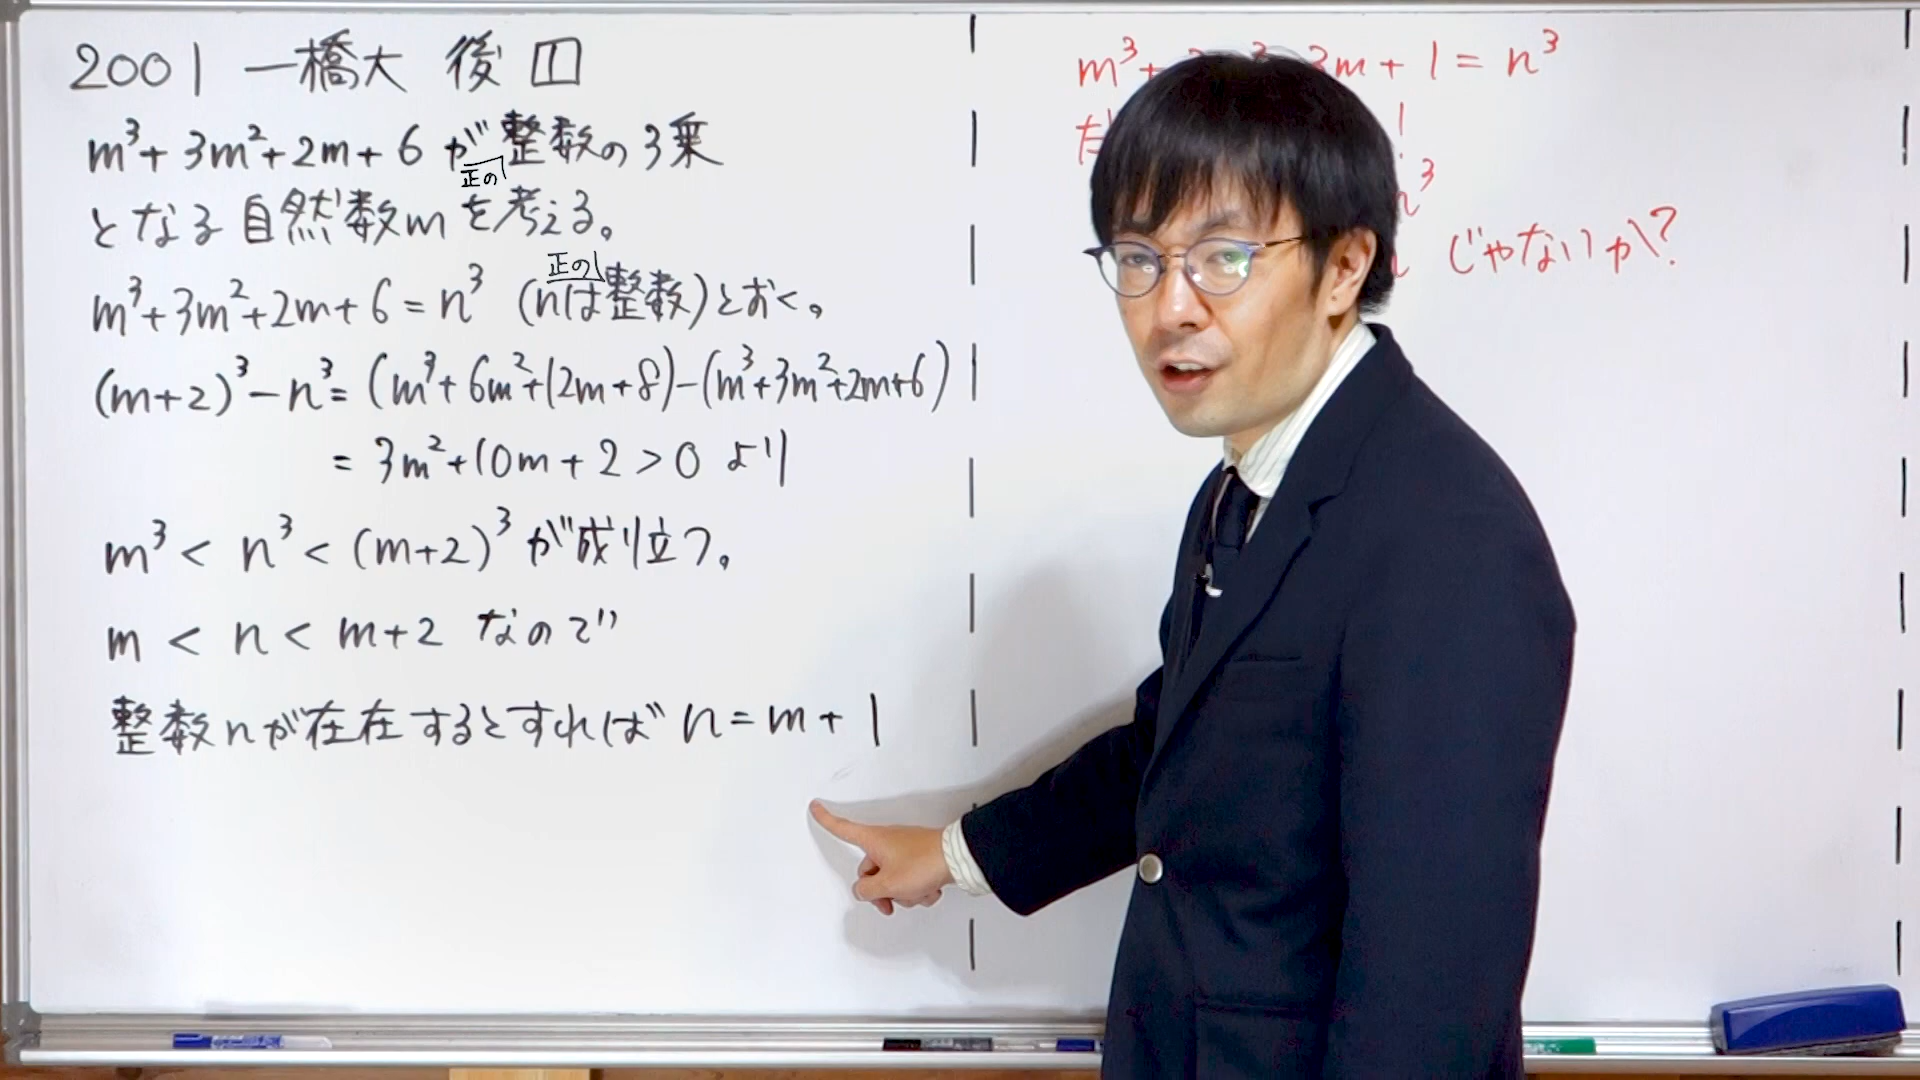 2001 一橋大 後 1
m³+3m²+2m+6 が整数の3乗
正の
となる自然数mを考える。
正の
m³+3m²+2m+6=n³ (nは整数)とおく。
(m+2)³-n³=(m³+6m²+12m+8)-(m³+3m²+2m+6)
=3m²+10m+2>0 より
m³<n³<(m+2)³が成り立つ。
m<n<m+2 なので
整数nが在在するとすればn=m+1
m³+ 3m+1=n³
!
じゃないか?